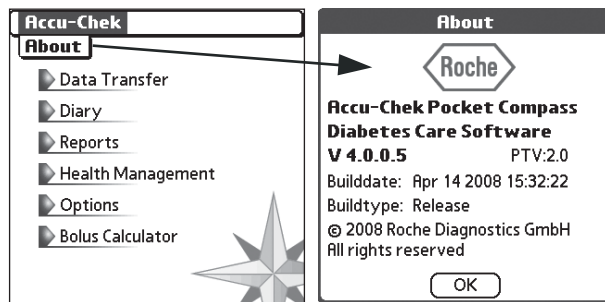 Accu-Chek
About
Data Transfer
Diary
Reports
Health Management
Options
Bolus Calculator
About
Roche
Accu-Chek Pocket Compass
Diabetes Care Software
V 4.0.0.5 PTV:2.0
Builddate: Apr 14 2008 15:32:22
Buildtype: Release
© 2008 Roche Diagnostics GmbH
All rights reserved
OK